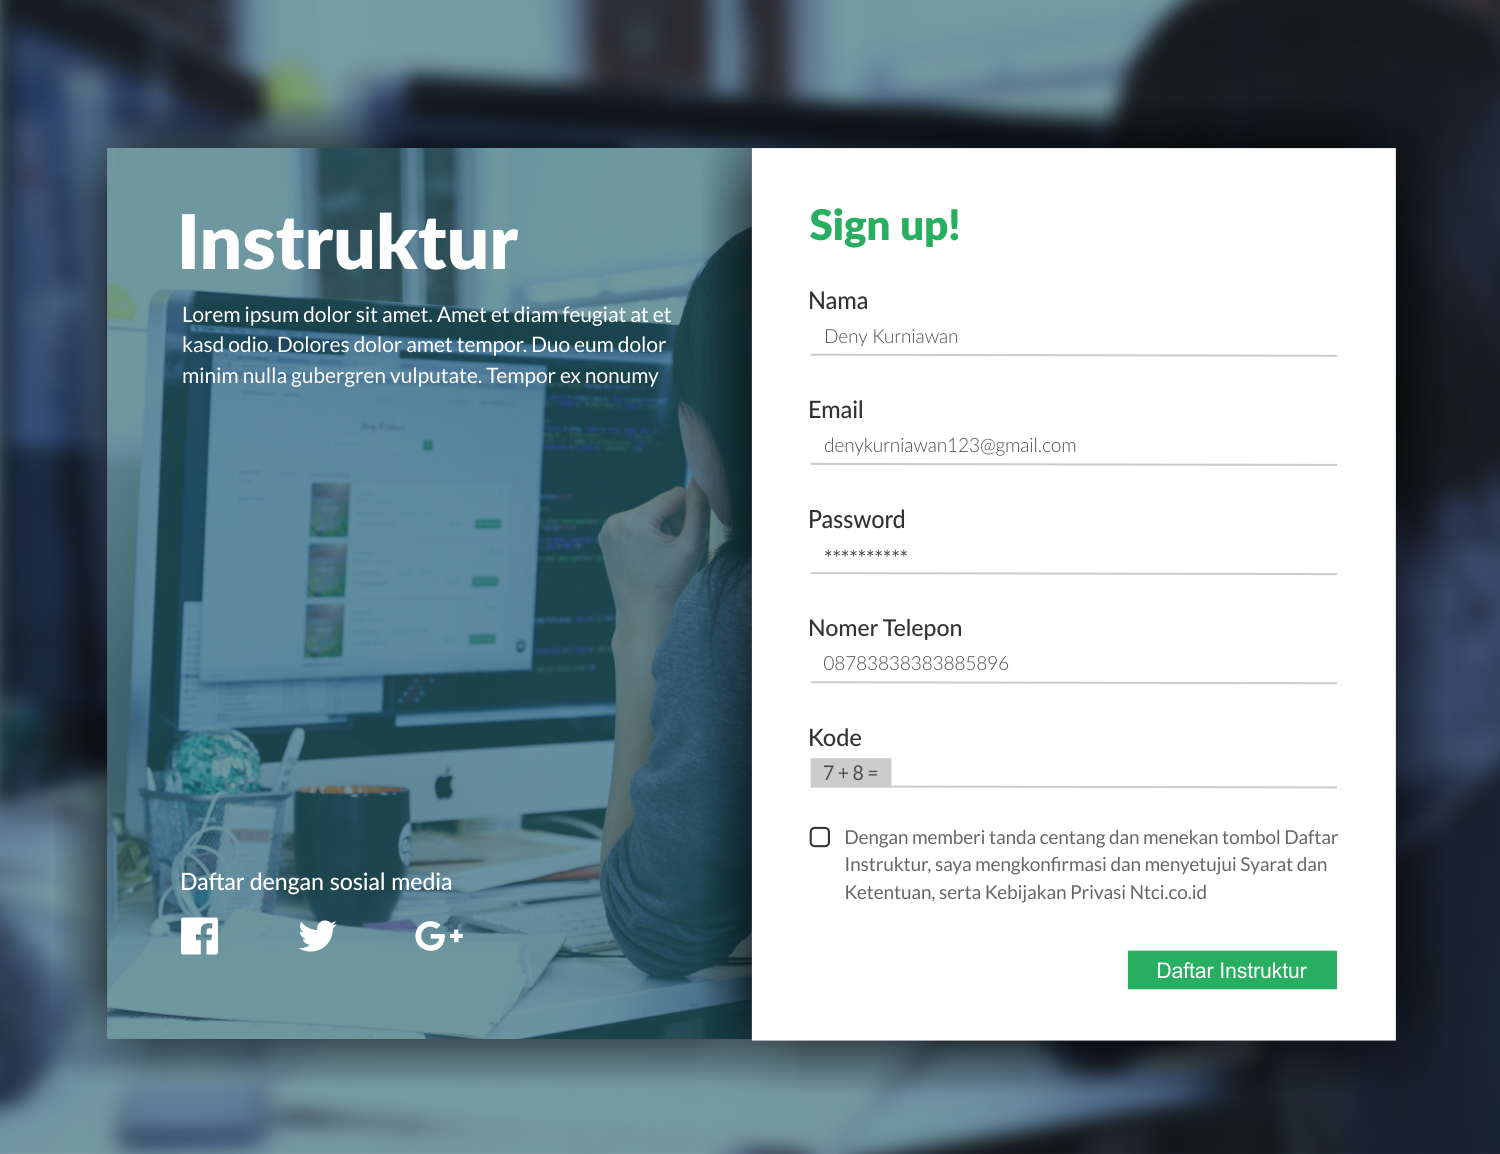 Instruktur
Lorem ipsum dolor sit amet. Amet et diam feugiat at et
kasd odio. Dolores dolor amet tempor. Duo eum dolor
minim nulla gubergren vulputate. Tempor ex nonumy
Daftar dengan sosial media
G+
Sign up!
Nama
Deny Kurniawan
Email
denykurniawan123@gmail.com
Password
**********
Nomer Telepon
08783838383885896
Kode
7 + 8 =
Dengan memberi tanda centang dan menekan tombol Daftar
Instruktur, saya mengkonfirmasi dan menyetujui Syarat dan
Ketentuan, serta Kebijakan Privasi Ntci.co.id
Daftar Instruktur